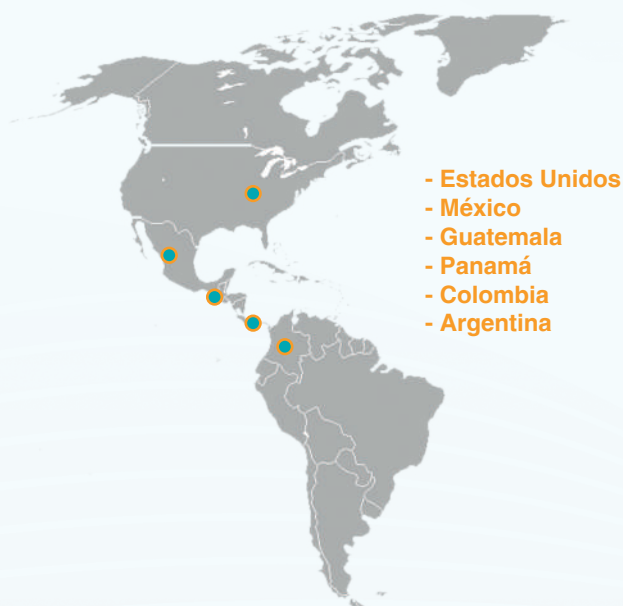 - Estados Unidos
- México
- Guatemala
- Panamá
- Colombia
- Argentina